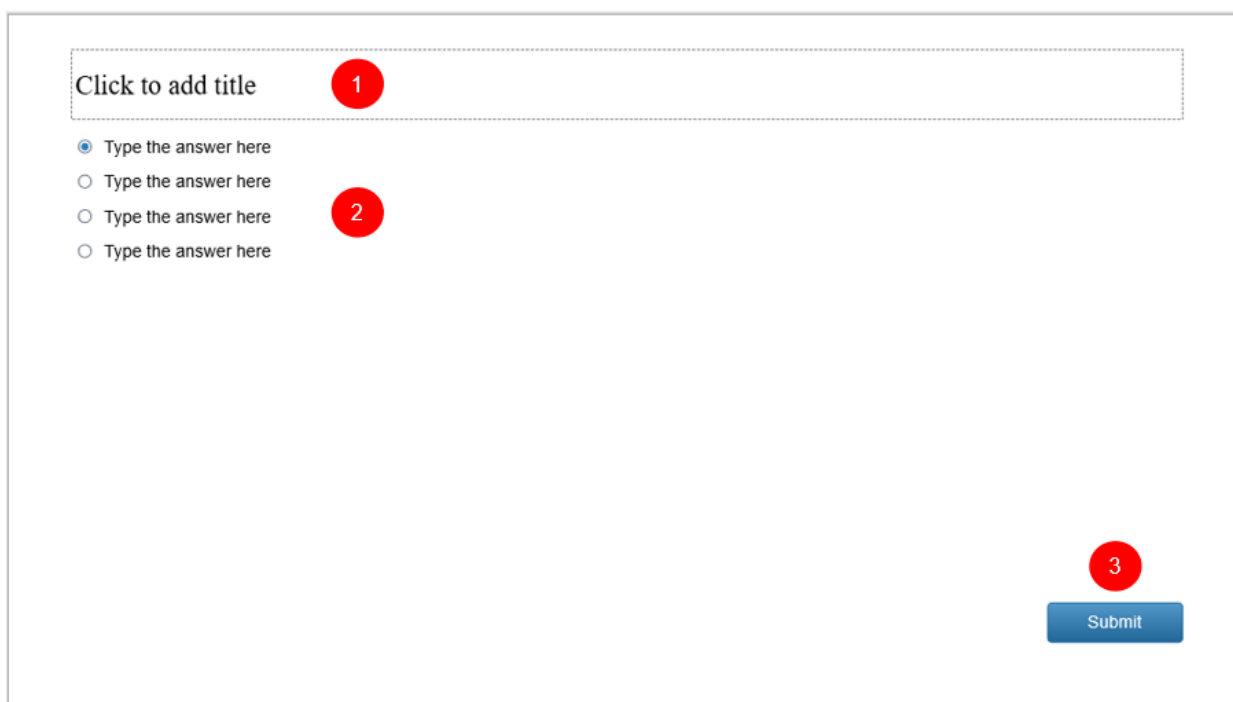 Click to add title 1
Type the answer here
Type the answer here
Type the answer here 2
Type the answer here
3
Submit